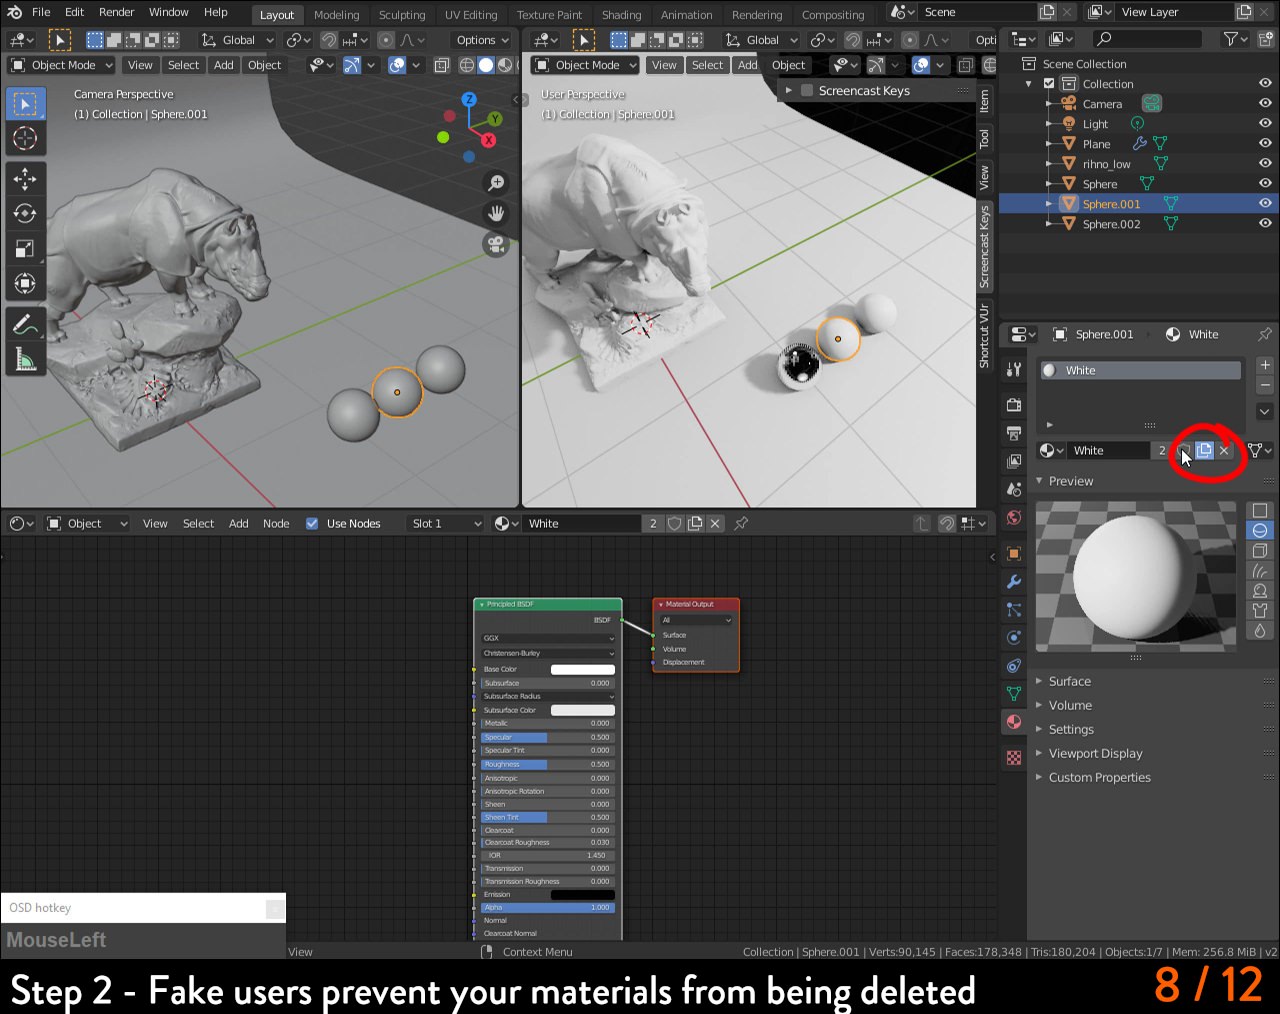 File Edit Render Window Help Layout Modeling Sculpting UV Editing Texture Paint Shading Animation Rendering Compositing Scene View Layer
Global Options Global Opti
Object Mode View Select Add Object Object Mode View Select Add Object
Camera Perspective
(1) Collection | Sphere.001
Z
Y
X
User Perspective
(1) Collection | Sphere.001
Screencast Keys
Item
Tool
View
Screencast Keys
Shortcut VUr
Scene Collection
Collection
Camera
Light
Plane
rihno_low
Sphere
Sphere.001
Sphere.002
Sphere.001 White
White
White 2
Preview
Surface
Volume
Settings
Viewport Display
Custom Properties
Object View Select Add Node Use Nodes Slot 1 White 2
Principled BSDF
BSDF
GGX
Christensen-Burley
Base Color
Subsurface 0.000
Subsurface Radius
Subsurface Color
Metallic 0.000
Specular 0.500
Specular Tint 0.000
Roughness 0.500
Anisotropic 0.000
Anisotropic Rotation 0.000
Sheen 0.000
Sheen Tint 0.500
Clearcoat 0.000
Clearcoat Roughness 0.030
IOR 1.450
Transmission 0.000
Transmission Roughness 0.000
Emission
Alpha 1.000
Normal
Clearcoat Normal
Material Output
All
Surface
Volume
Displacement
OSD hotkey
MouseLeft
View Context Menu Collection | Sphere.001 | Verts:90,145 | Faces:178,348 | Tris:180,204 | Objects:1/7 | Mem: 256.8 MiB | v2
Step 2 - Fake users prevent your materials from being deleted 8 / 12